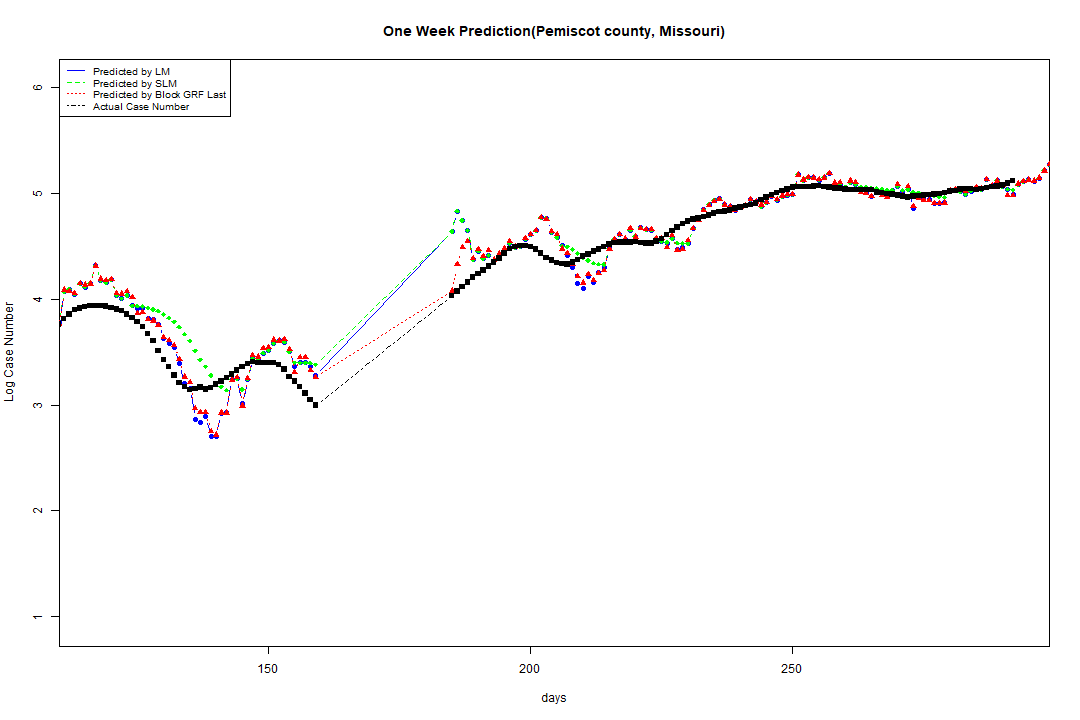 One Week Prediction(Pemiscot county, Missouri)
Predicted by LM
Predicted by SLM
Predicted by Block GRF Last
Actual Case Number
Log Case Number
6
5
4
3
2
1
150
200
250
days